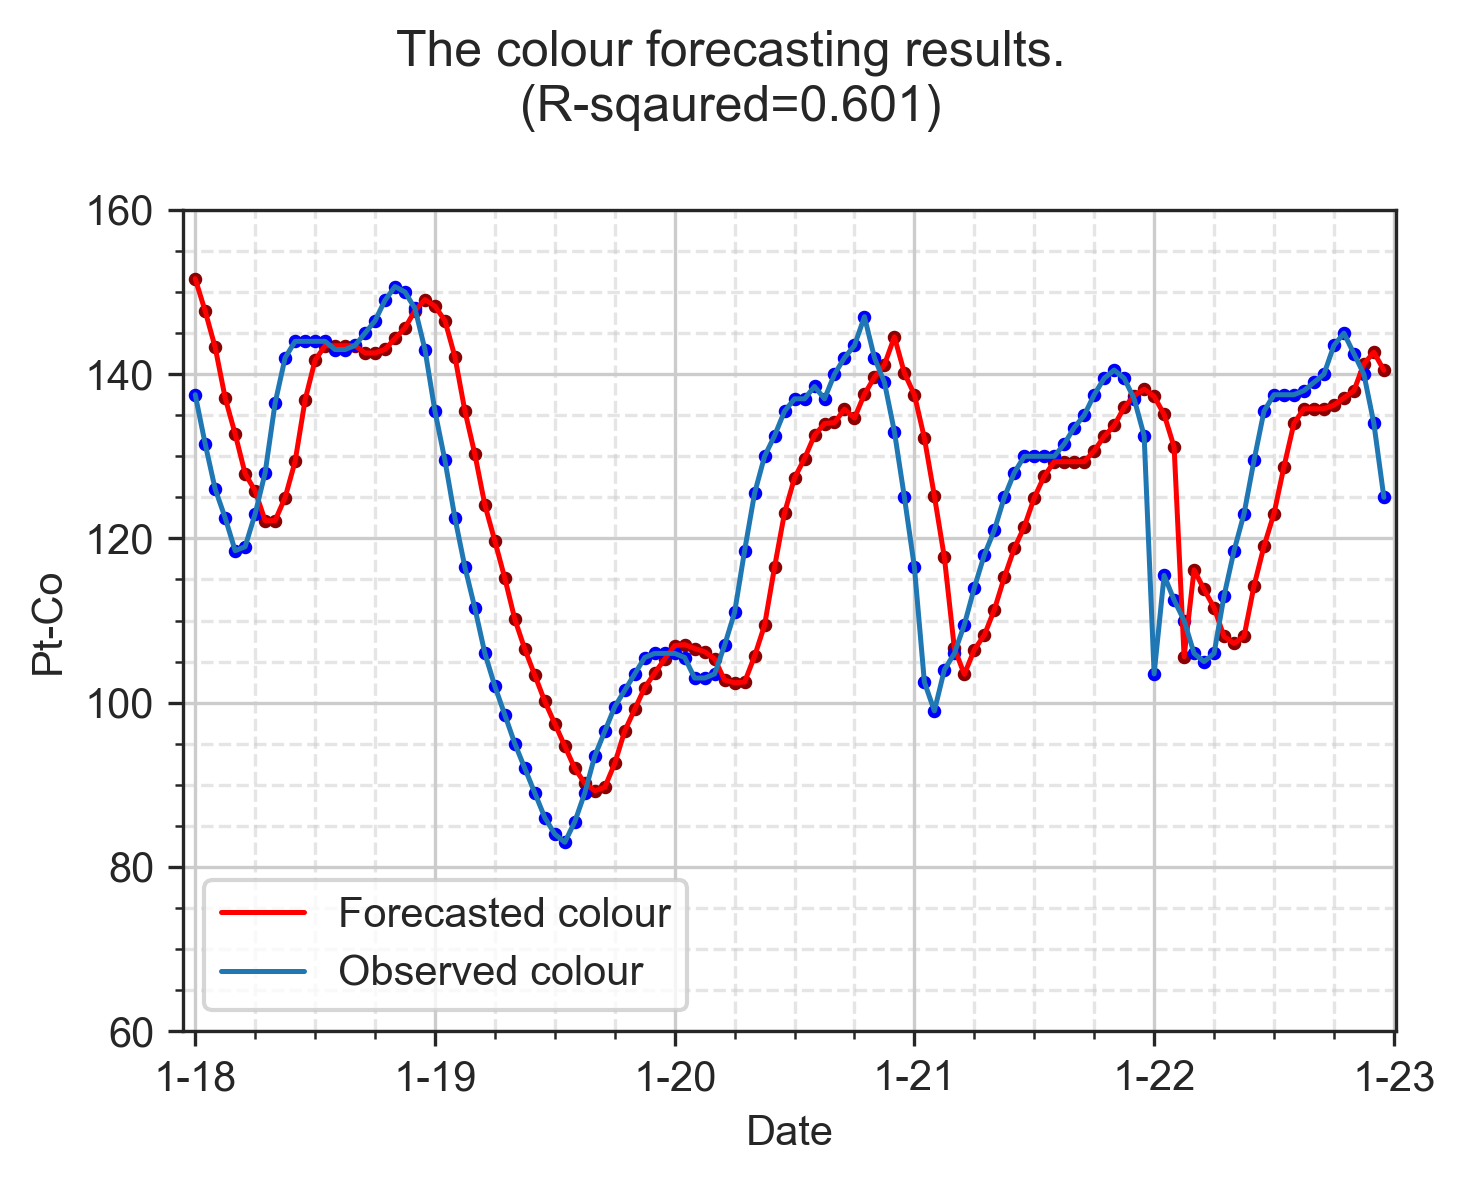 The colour forecasting results.
(R-sqaured=0.601)
160
140
120
100
80
60
Pt-Co
Forecasted colour
Observed colour
1-18 1-19 1-20 1-21 1-22 1-23
Date